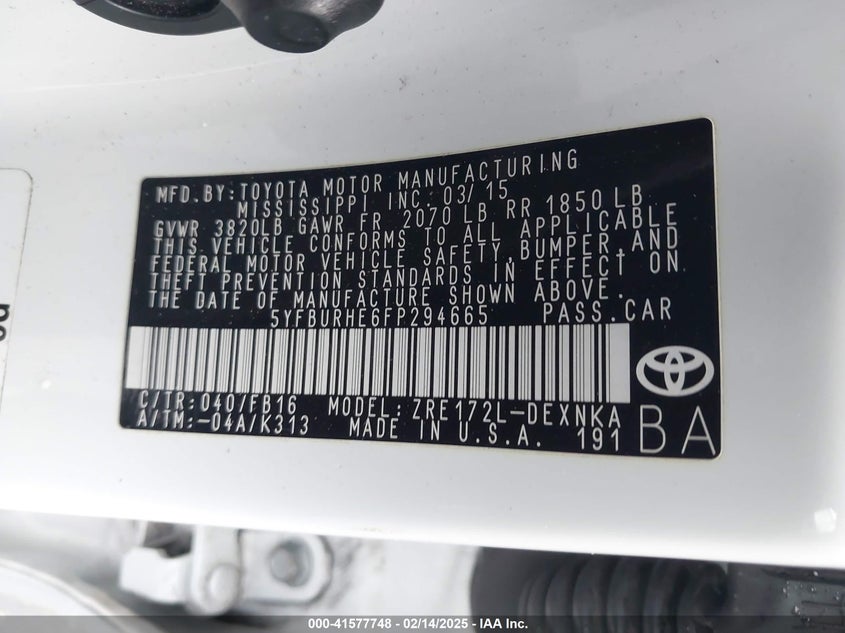 MFD.BY:TOYOTA MOTOR MANUFACTURING
MISSISSIPPI INC. 03/15
GVWR 3820LB GAWR FR 2070 LB RR 1850 LB
THIS VEHICLE CONFORMS TO ALL APPLICABLE
FEDERAL MOTOR VEHICLE SAFETY,BUMPER,AND
THEFT PREVENTION STANDARDS IN EFFECT ON
THE DATE OF MANUFACTURE SHOWN ABOVE.
5YFBURHE6FP294665 PASS.CAR
C/TR:040/FB16 MODEL:ZRE172L-DEXNKA
A/TM:-04A/K313 MADE IN U.S.A. 191
BA
000-41577748 - 02/14/2025 - IAA Inc.